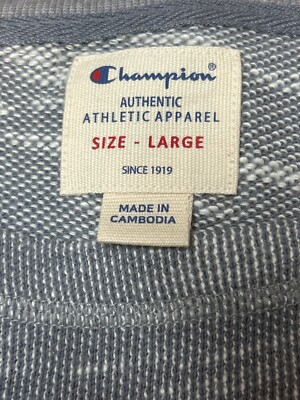 Champion®
AUTHENTIC
ATHLETIC APPAREL
SIZE - LARGE
SINCE 1919
MADE IN
CAMBODIA